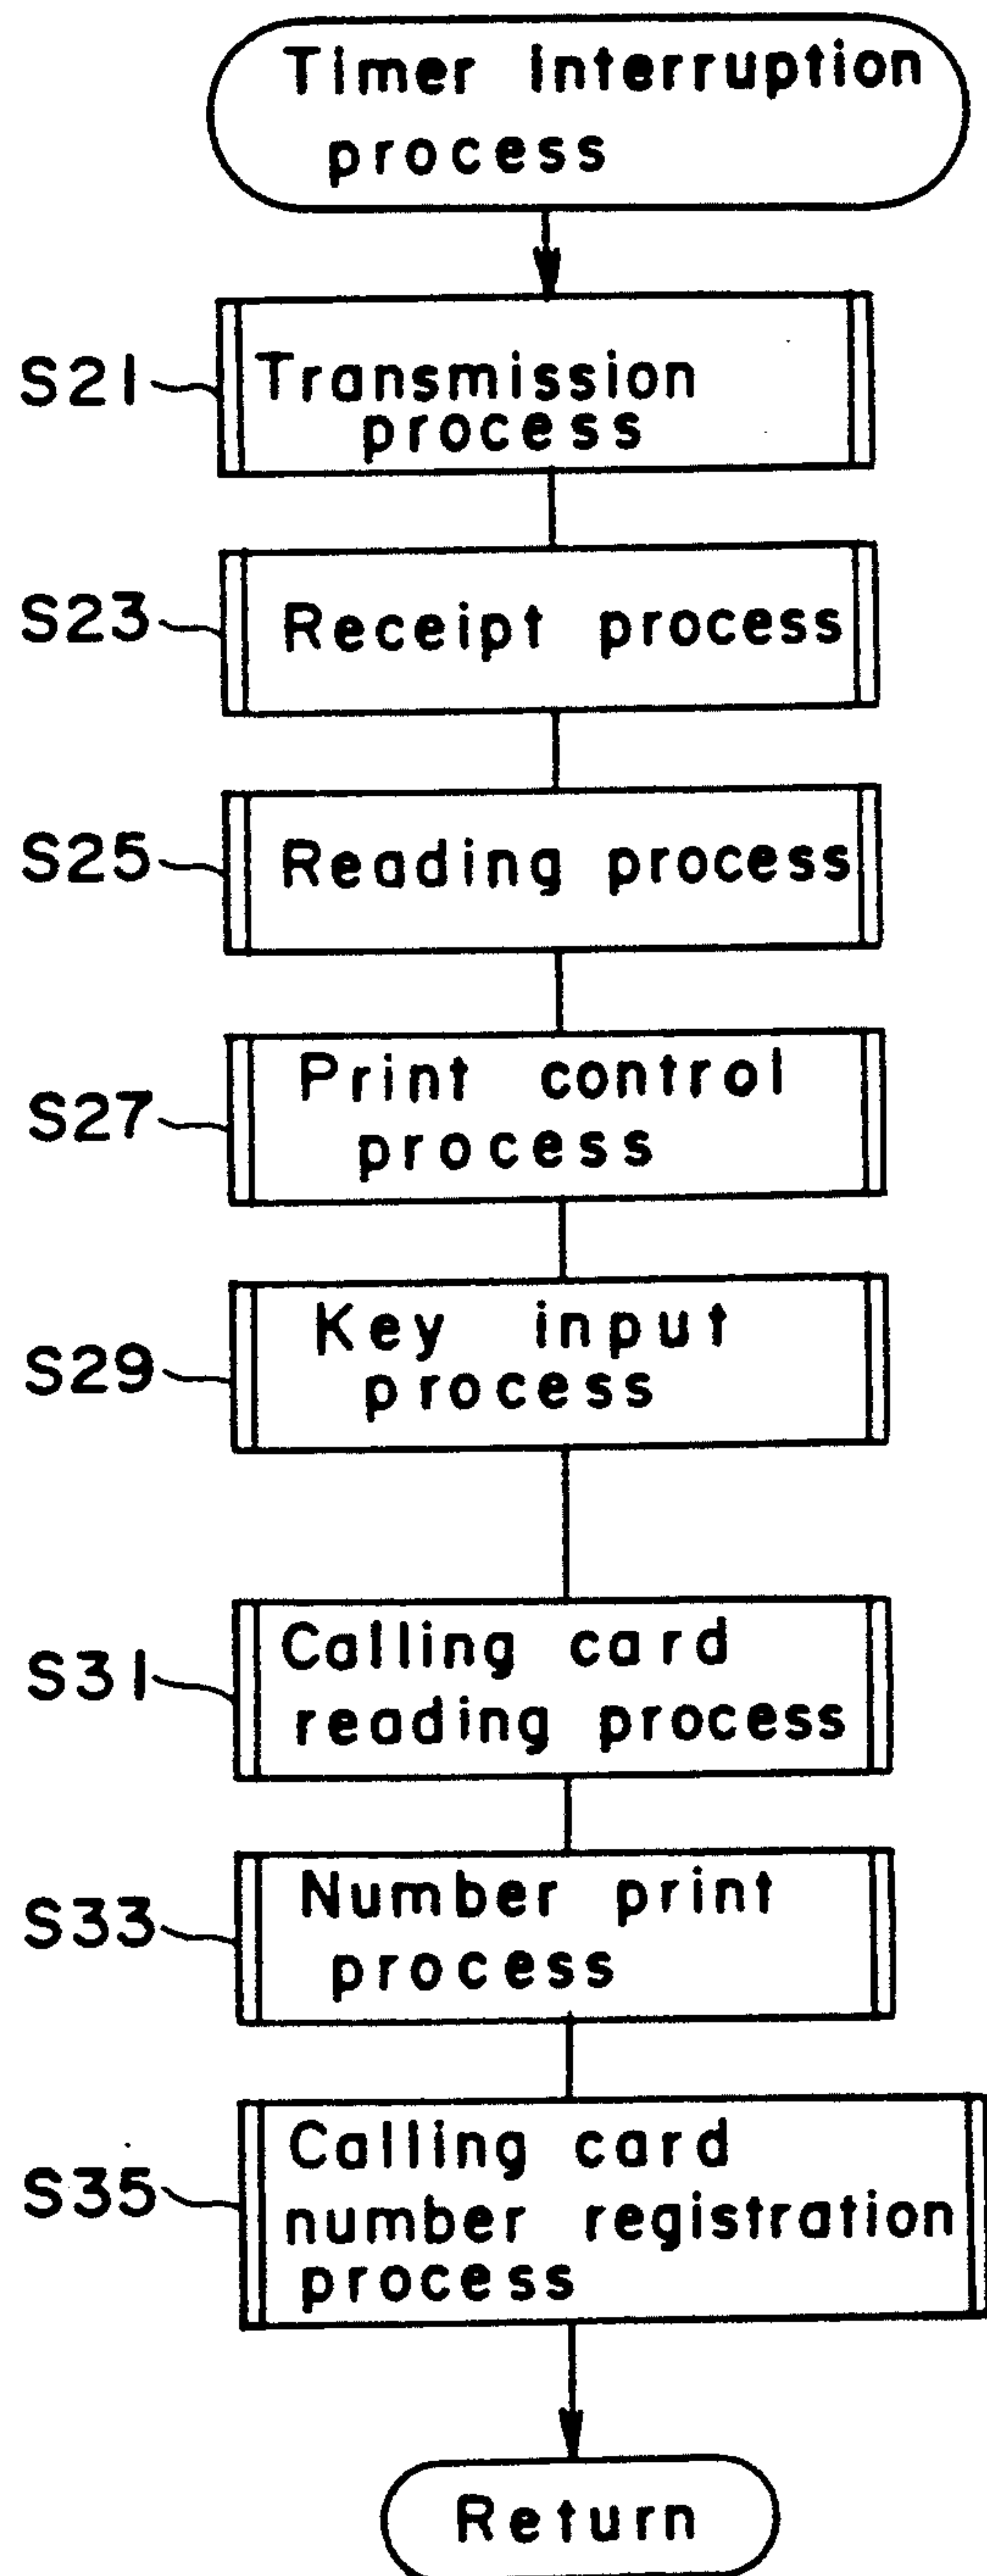 Timer Interruption
process
S21
Transmission
process
S23
Receipt process
S25
Reading process
S27
Print control
process
S29
Key input
process
S31
Calling card
reading process
S33
Number print
process
S35
Calling card
number registration
process
Return